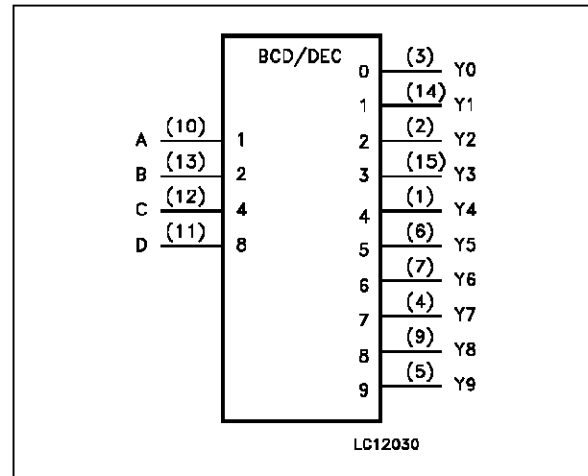 BCD/DEC
0 (3) Y0
1 (14) Y1
A (10) 1 2 (2) Y2
B (13) 2 3 (15) Y3
C (12) 4 4 (1) Y4
D (11) 8 5 (6) Y5
6 (7) Y6
7 (4) Y7
8 (9) Y8
9 (5) Y9
LC12030